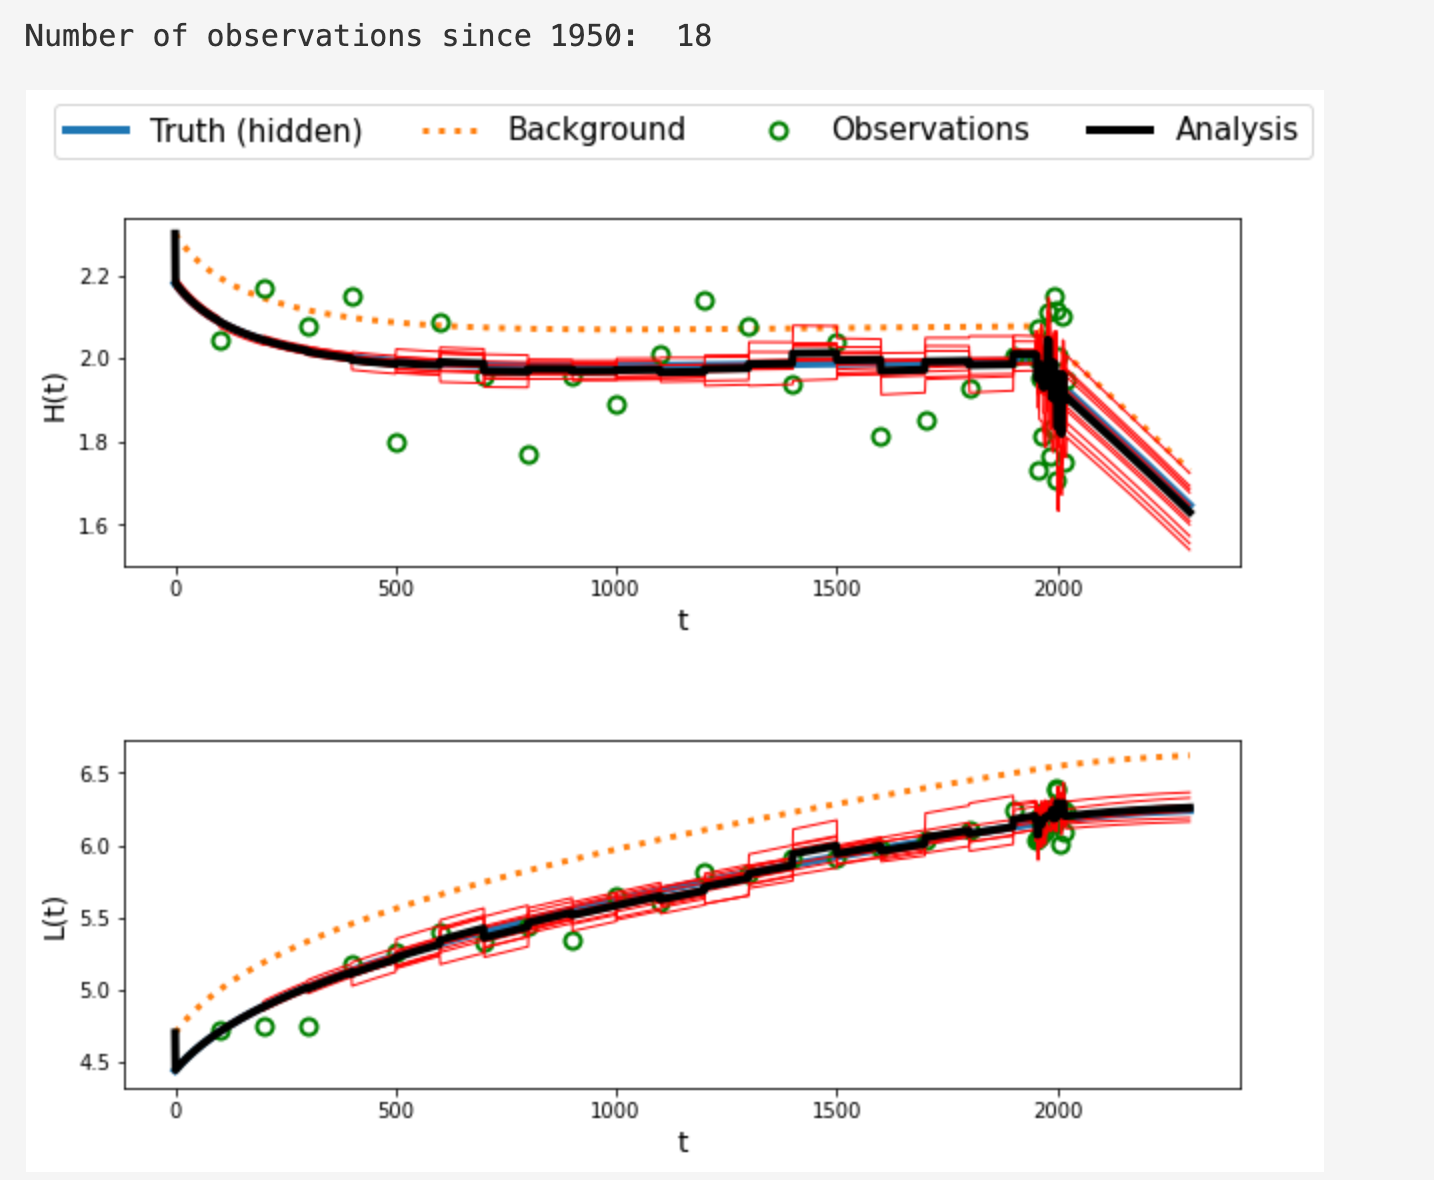 Number of observations since 1950:  18
Truth (hidden) Background Observations Analysis
H(t)
2.2
2.0
1.8
1.6
0 500 1000 1500 2000
t
L(t)
6.5
6.0
5.5
5.0
4.5
0 500 1000 1500 2000
t